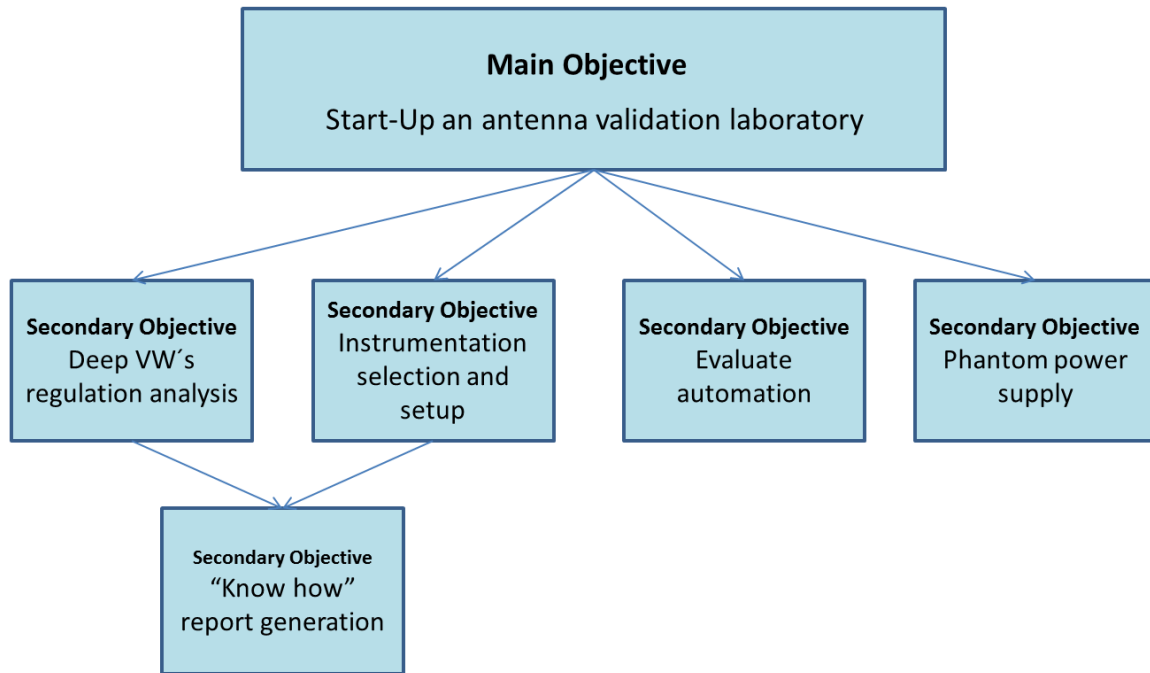 Main Objective
Start-Up an antenna validation laboratory
Secondary Objective
Deep VW´s
regulation analysis
Secondary Objective
Instrumentation
selection and
setup
Secondary Objective
Evaluate
automation
Secondary Objective
Phantom power
supply
Secondary Objective
“Know how”
report generation